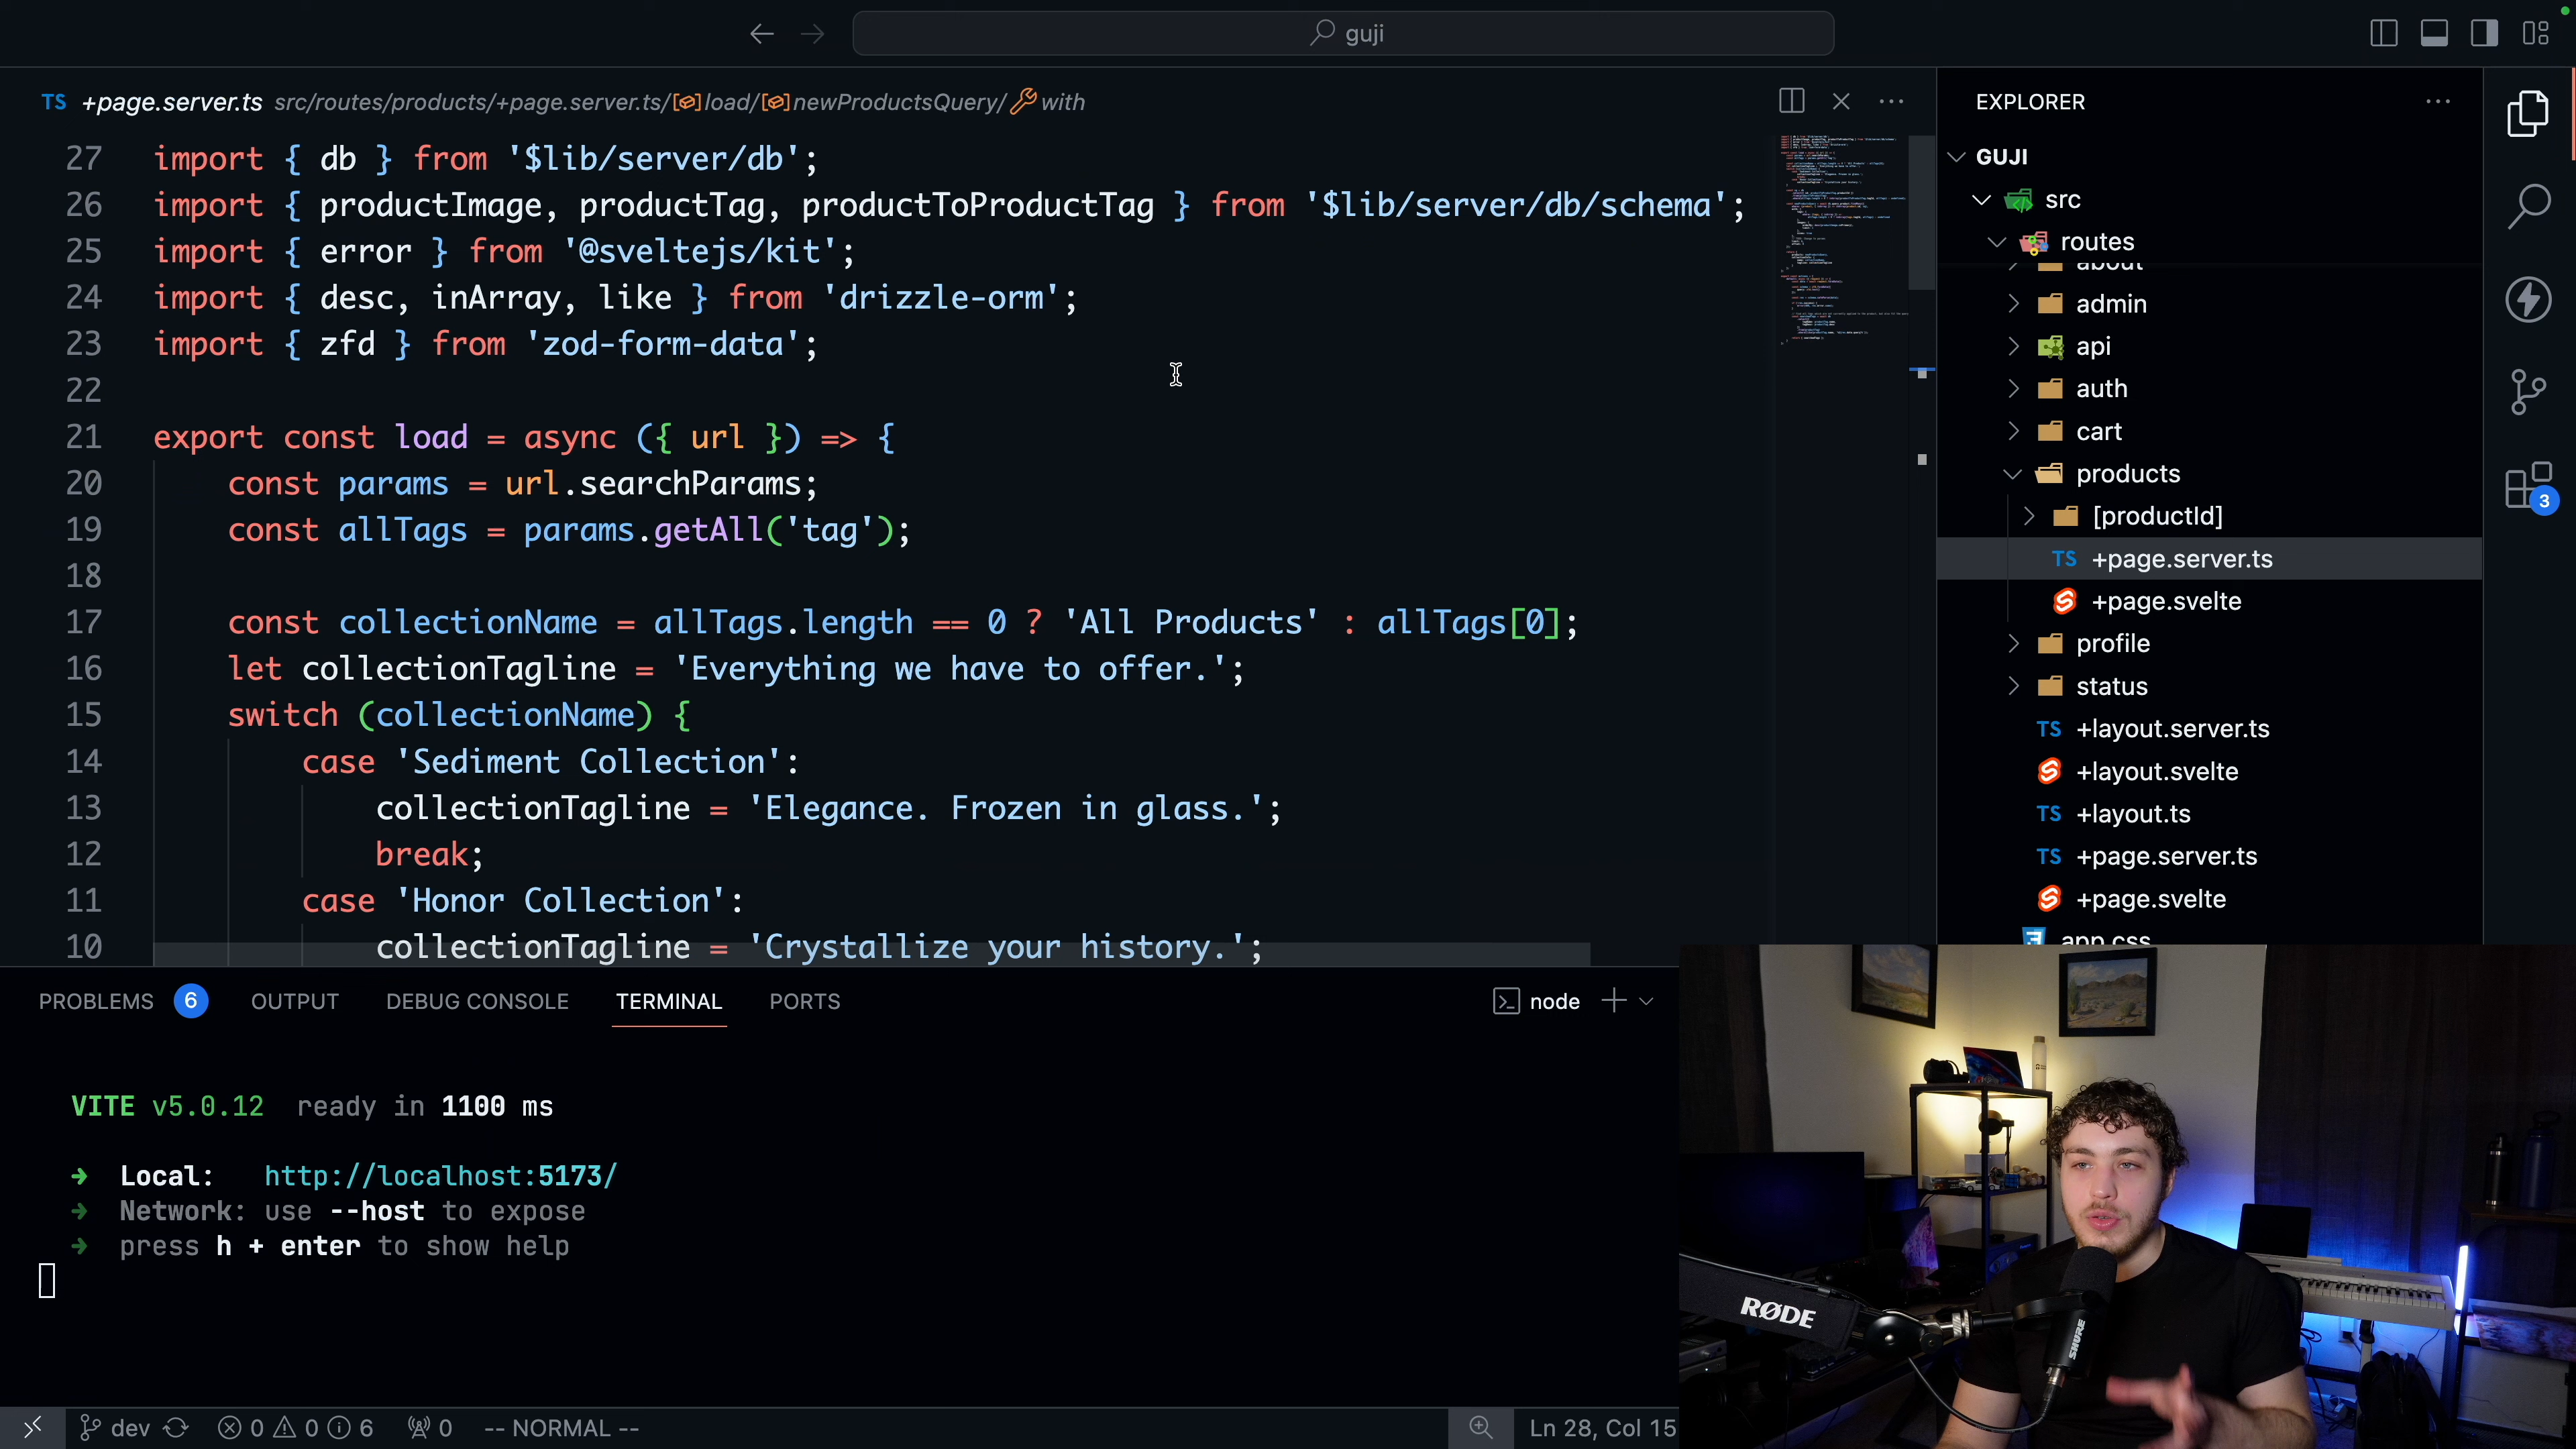 guji
TS +page.server.ts src/routes/products/+page.server.ts/load/newProductsQuery/with
27 import { db } from '$lib/server/db';
26 import { productImage, productTag, productToProductTag } from '$lib/server/db/schema';
25 import { error } from '@sveltejs/kit';
24 import { desc, inArray, like } from 'drizzle-orm';
23 import { zfd } from 'zod-form-data';
22
21 export const load = async ({ url }) => {
20 const params = url.searchParams;
19 const allTags = params.getAll('tag');
18
17 const collectionName = allTags.length == 0 ? 'All Products' : allTags[0];
16 let collectionTagline = 'Everything we have to offer.';
15 switch (collectionName) {
14 case 'Sediment Collection':
13 collectionTagline = 'Elegance. Frozen in glass.';
12 break;
11 case 'Honor Collection':
10 collectionTagline = 'Crystallize your history.';
EXPLORER
GUJI
src
routes
about
admin
api
auth
cart
products
[productId]
TS +page.server.ts
+page.svelte
profile
status
TS +layout.server.ts
+layout.svelte
TS +layout.ts
TS +page.server.ts
+page.svelte
app.css
3
PROBLEMS 6 OUTPUT DEBUG CONSOLE TERMINAL PORTS
node
VITE v5.0.12 ready in 1100 ms
➜ Local: http://localhost:5173/
➜ Network: use --host to expose
➜ press h + enter to show help
RØDE
SHURE
dev 0 0 6 0 -- NORMAL -- Ln 28, Col 15